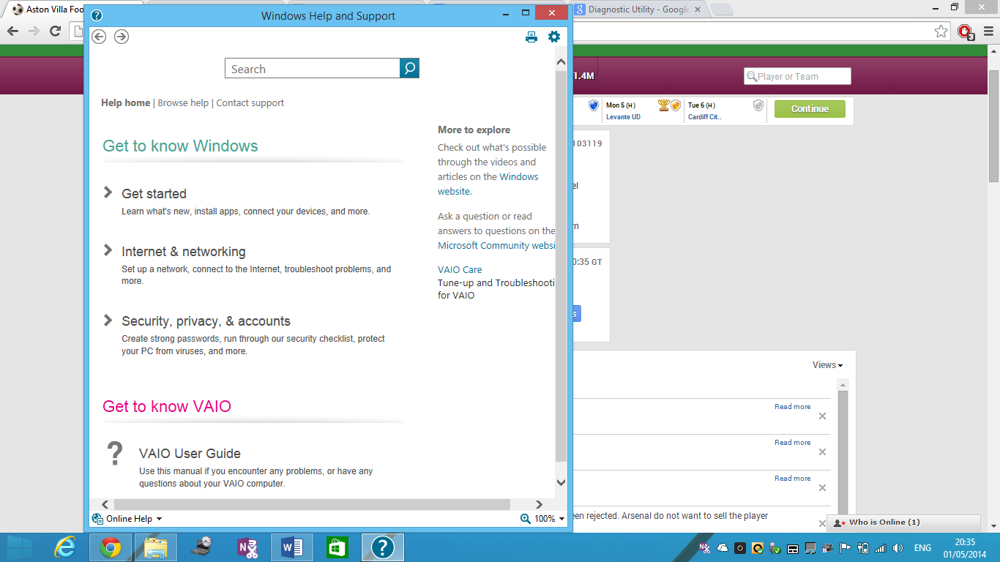 Aston Villa Foo
Windows Help and Support
Diagnostic Utility - Google
3
Search
Help home | Browse help | Contact support
Get to know Windows
Get started
Learn what's new, install apps, connect your devices, and more.
Internet & networking
Set up a network, connect to the Internet, troubleshoot problems, and
more.
Security, privacy, & accounts
Create strong passwords, run through our security checklist, protect
your PC from viruses, and more.
Get to know VAIO
VAIO User Guide
Use this manual if you encounter any problems, or have any
questions about your VAIO computer.
More to explore
Check out what's possible
through the videos and
articles on the Windows
website.
Ask a question or read
answers to questions on the
Microsoft Community websi
VAIO Care
Tune-up and Troubleshooti
for VAIO
Online Help
100%
1.4M
Player or Team
Mon 5 (H)
Levante UD
Tue 6 (H)
Cardiff Cit..
Continue
103119
el
rn
0:35 GT
s
Views
Read more
Read more
Read more
en rejected. Arsenal do not want to sell the player
Who is Online (1)
ENG
20:35
01/05/2014